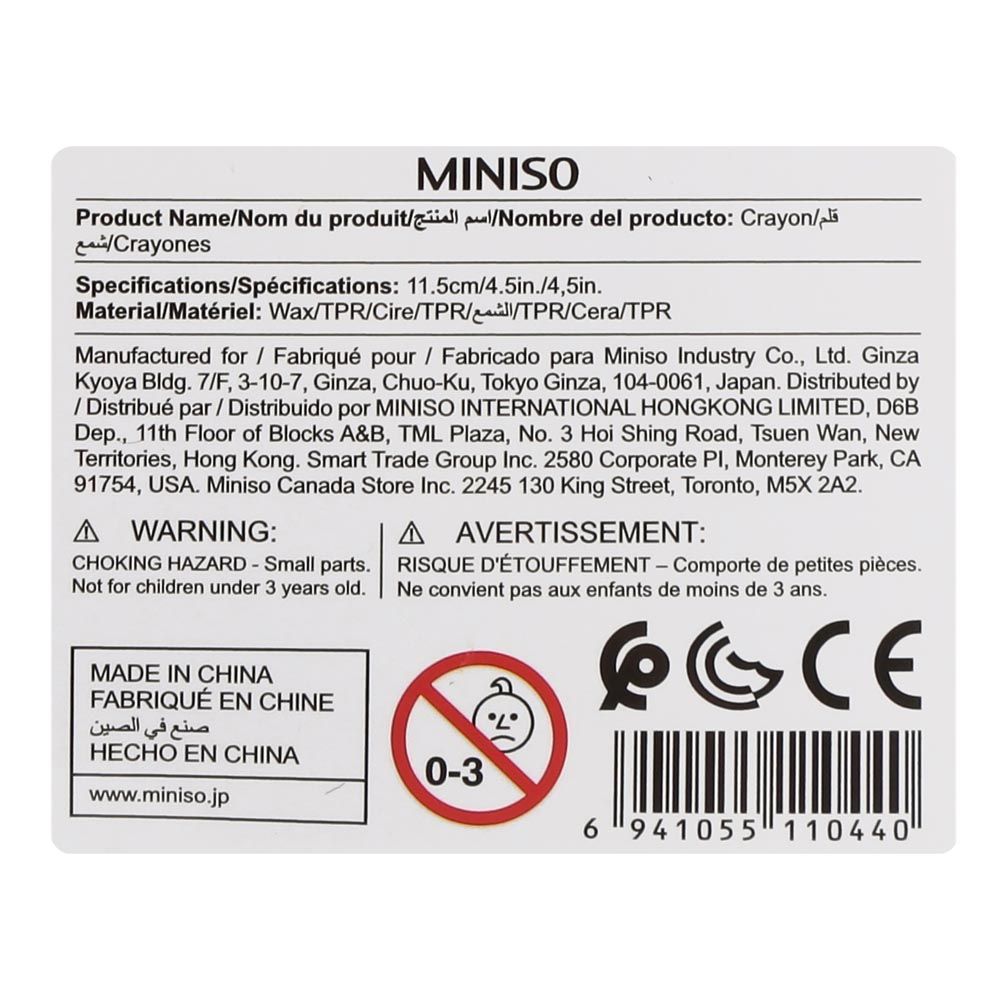 MINISO
Product Name/Nom du produit/اسم المنتج/Nombre del producto: Crayon/قلم
شمع/Crayones
Specifications/Spécifications: 11.5cm/4.5in./4,5in.
Material/Matériel: Wax/TPR/Cire/TPR/الشمع/TPR/Cera/TPR
Manufactured for / Fabriqué pour / Fabricado para Miniso Industry Co., Ltd. Ginza
Kyoya Bldg. 7/F, 3-10-7, Ginza, Chuo-Ku, Tokyo Ginza, 104-0061, Japan. Distributed by
/ Distribué par / Distribuido por MINISO INTERNATIONAL HONGKONG LIMITED, D6B
Dep., 11th Floor of Blocks A&B, TML Plaza, No. 3 Hoi Shing Road, Tsuen Wan, New
Territories, Hong Kong. Smart Trade Group Inc. 2580 Corporate Pl, Monterey Park, CA
91754, USA. Miniso Canada Store Inc. 2245 130 King Street, Toronto, M5X 2A2.
WARNING:
CHOKING HAZARD - Small parts.
Not for children under 3 years old.
AVERTISSEMENT:
RISQUE D'ÉTOUFFEMENT – Comporte de petites pièces.
Ne convient pas aux enfants de moins de 3 ans.
MADE IN CHINA
FABRIQUÉ EN CHINE
صنع في الصين
HECHO EN CHINA
www.miniso.jp
0-3
CE
6 941055 110440